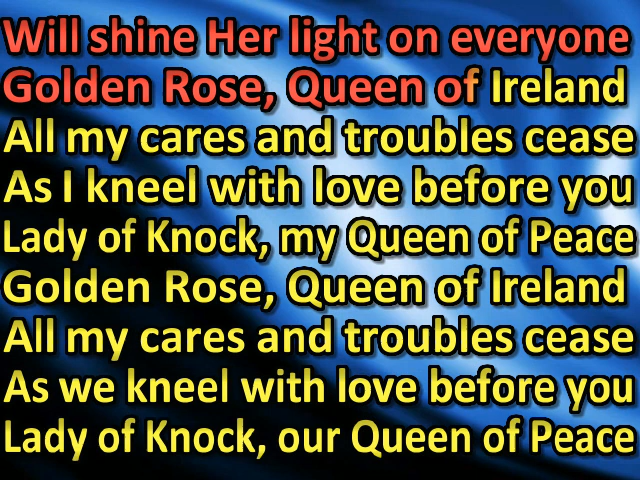 Will shine Her light on everyone
Golden Rose, Queen of Ireland
All my cares and troubles cease
As I kneel with love before you
Lady of Knock, my Queen of Peace
Golden Rose, Queen of Ireland
All my cares and troubles cease
As we kneel with love before you
Lady of Knock, our Queen of Peace